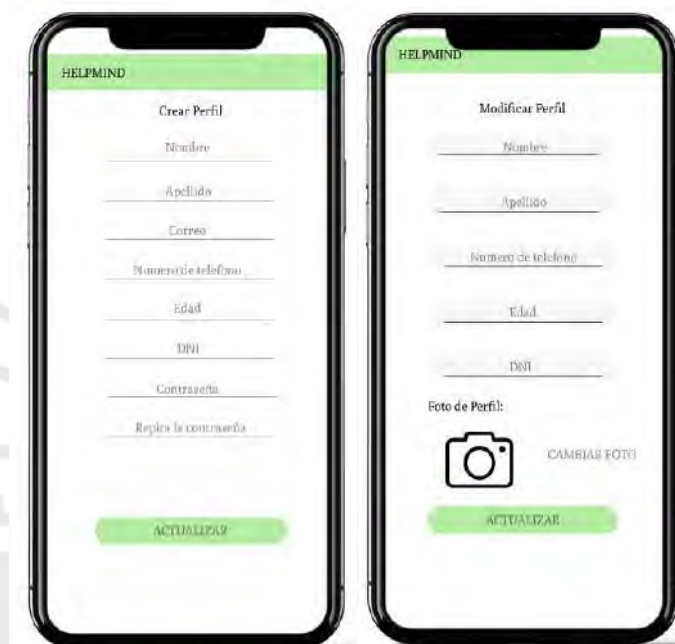 HELPMIND
Crear Perfil
Nombre
Apellido
Correo
Numero de telefono
Edad
DNI
Contraseña
Repita la contraseña
ACTUALIZAR
HELPMIND
Modificar Perfil
Nombre
Apellido
Numero de telefono
Edad
DNI
Foto de Perfil:
CAMBIAR FOTO
ACTUALIZAR